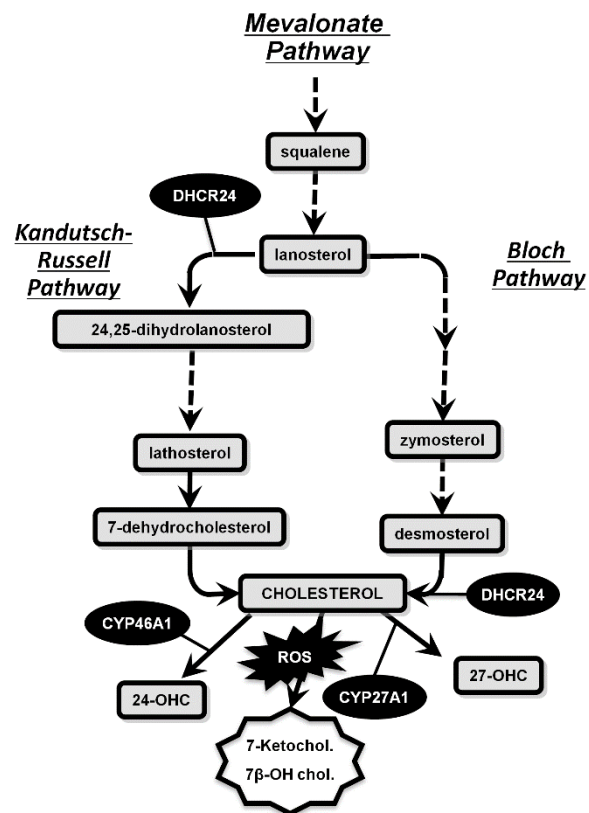 Mevalonate
Pathway
squalene
DHCR24
lanosterol
Kandutsch-
Russell
Pathway
Bloch
Pathway
24,25-dihydrolanosterol
lathosterol
zymosterol
7-dehydrocholesterol
desmosterol
CHOLESTEROL
DHCR24
CYP46A1
ROS
24-OHC
CYP27A1
27-OHC
7-Ketochol.
7β-OH chol.